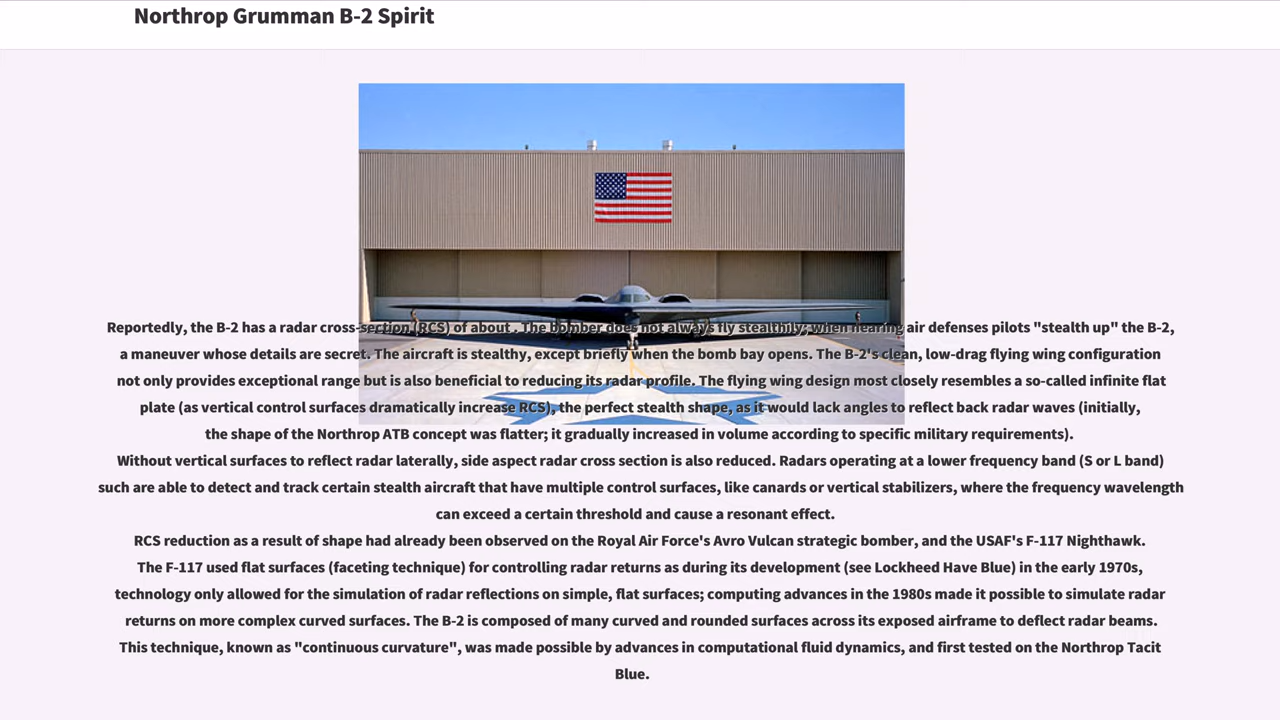 Northrop Grumman B-2 Spirit
Reportedly, the B-2 has a radar cross-section (RCS) of about . The bomber does not always fly stealthily; when nearing air defenses pilots "stealth up" the B-2,
a maneuver whose details are secret. The aircraft is stealthy, except briefly when the bomb bay opens. The B-2's clean, low-drag flying wing configuration
not only provides exceptional range but is also beneficial to reducing its radar profile. The flying wing design most closely resembles a so-called infinite flat
plate (as vertical control surfaces dramatically increase RCS), the perfect stealth shape, as it would lack angles to reflect back radar waves (initially,
the shape of the Northrop ATB concept was flatter; it gradually increased in volume according to specific military requirements).
Without vertical surfaces to reflect radar laterally, side aspect radar cross section is also reduced. Radars operating at a lower frequency band (S or L band)
such are able to detect and track certain stealth aircraft that have multiple control surfaces, like canards or vertical stabilizers, where the frequency wavelength
can exceed a certain threshold and cause a resonant effect.
RCS reduction as a result of shape had already been observed on the Royal Air Force's Avro Vulcan strategic bomber, and the USAF's F-117 Nighthawk.
The F-117 used flat surfaces (faceting technique) for controlling radar returns as during its development (see Lockheed Have Blue) in the early 1970s,
technology only allowed for the simulation of radar reflections on simple, flat surfaces; computing advances in the 1980s made it possible to simulate radar
returns on more complex curved surfaces. The B-2 is composed of many curved and rounded surfaces across its exposed airframe to deflect radar beams.
This technique, known as "continuous curvature", was made possible by advances in computational fluid dynamics, and first tested on the Northrop Tacit
Blue.